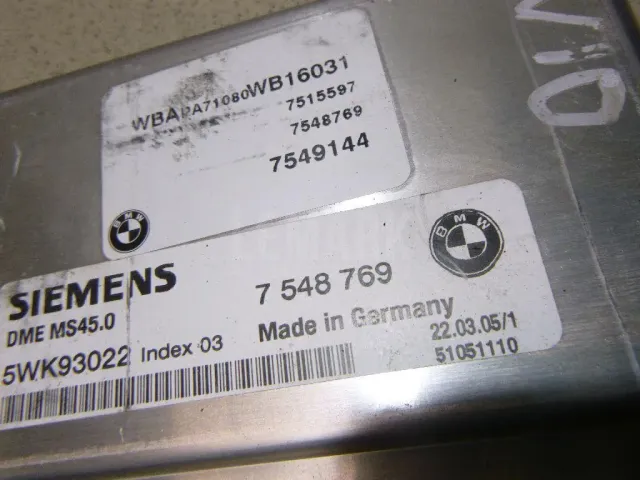 WBAPA71080WB16031
7515597
7548769
7549144
BMW
SIEMENS
7 548 769
BMW
DME MS45.0
Made in Germany
5WK93022 Index 03
22.03.05/1
51051110